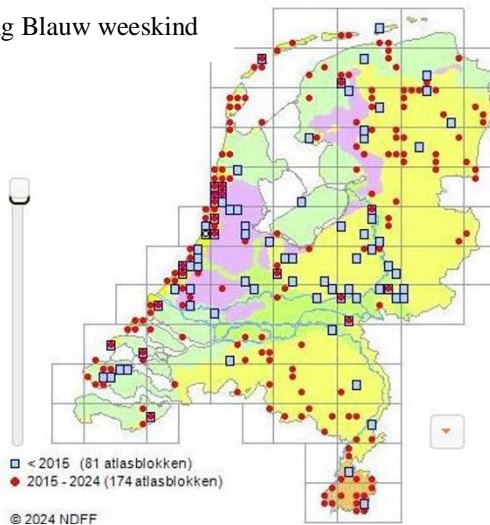 g Blauw weeskind
< 2015 (81 atlasblokken)
2015 - 2024 (174 atlasblokken)
© 2024 NDFF